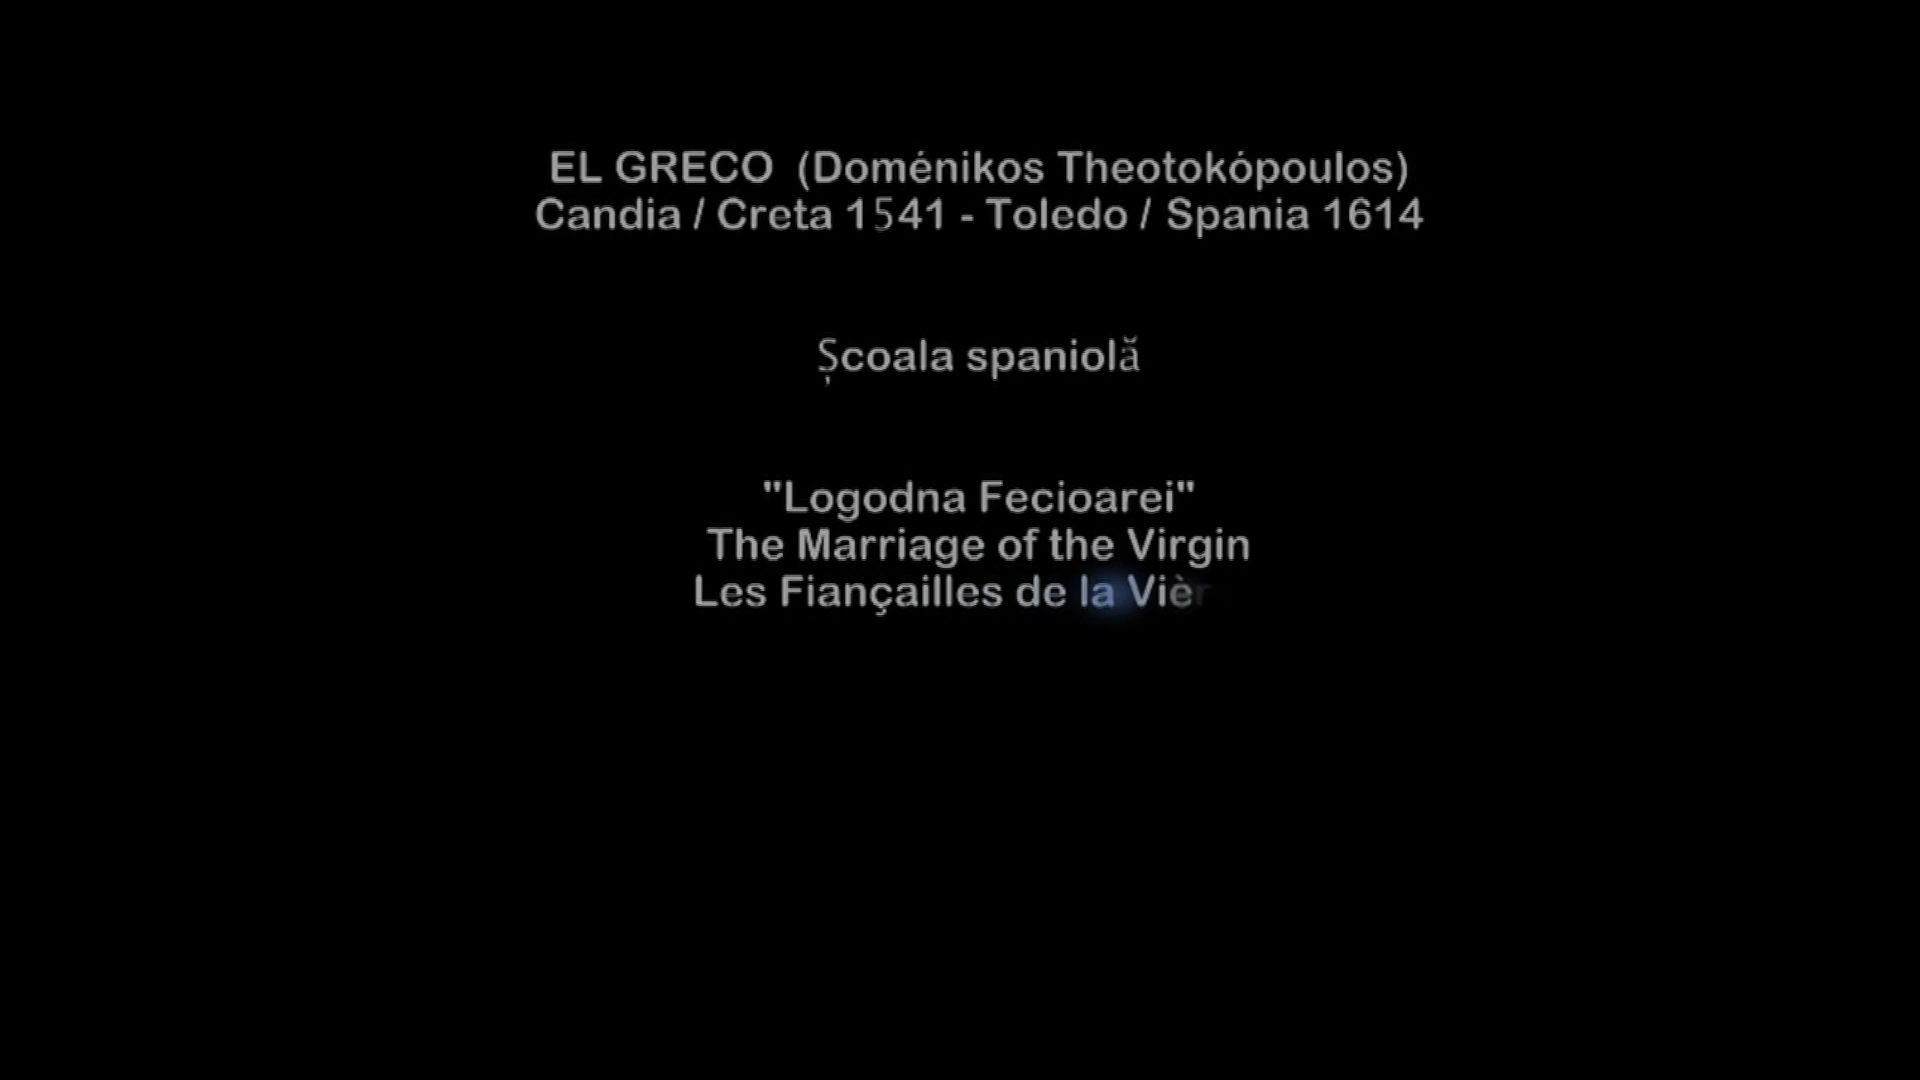 EL GRECO (Doménikos Theotokópoulos)
Candia / Creta 1541 - Toledo / Spania 1614
Școala spaniolă
"Logodna Fecioarei"
The Marriage of the Virgin
Les Fiançailles de la Vièr